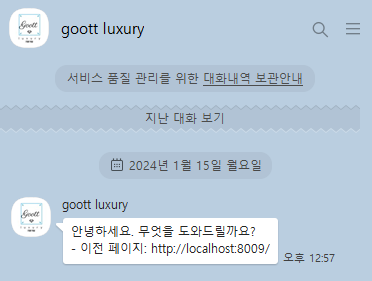 Goott
goott luxury
서비스 품질 관리를 위한 대화내역 보관안내
지난 대화 보기
2024년 1월 15일 월요일
Goott
goott luxury
안녕하세요. 무엇을 도와드릴까요?
- 이전 페이지: http://localhost:8009/
오후 12:57